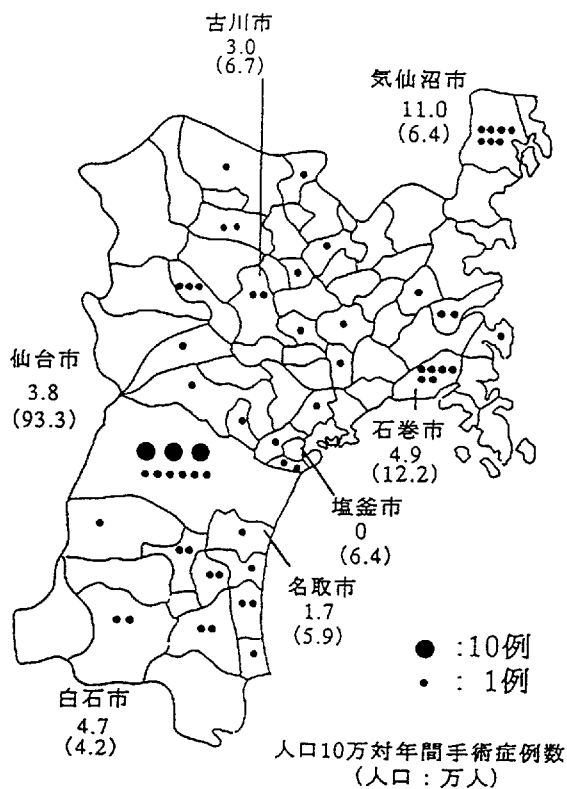 古川市
3.0
(6.7)
気仙沼市
11.0
(6.4)
仙台市
3.8
(93.3)
石巻市
4.9
(12.2)
塩釜市
0
(6.4)
名取市
1.7
(5.9)
白石市
4.7
(4.2)
:10例
: 1例
人口10万対年間手術症例数
(人口：万人)